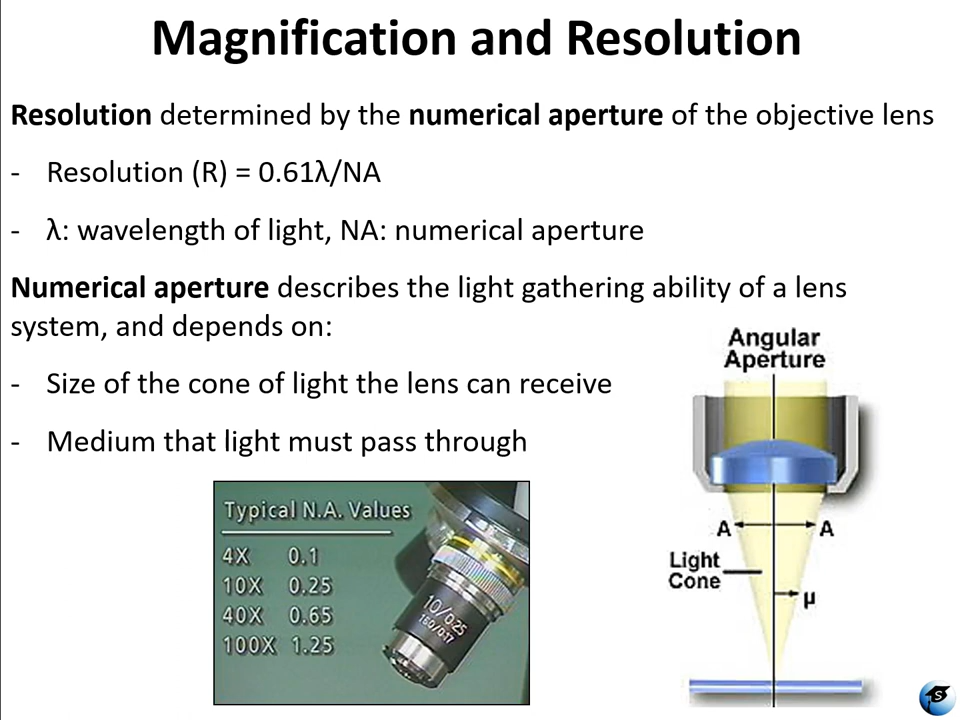 Magnification and Resolution
Resolution determined by the numerical aperture of the objective lens
- Resolution (R) = 0.61λ/NA
- λ: wavelength of light, NA: numerical aperture
Numerical aperture describes the light gathering ability of a lens
system, and depends on:
- Size of the cone of light the lens can receive
- Medium that light must pass through
Typical N.A. Values
4X 0.1
10X 0.25
40X 0.65
100X 1.25
10/0.25
160/0.17
Angular
Aperture
A A
Light
Cone
μ
S